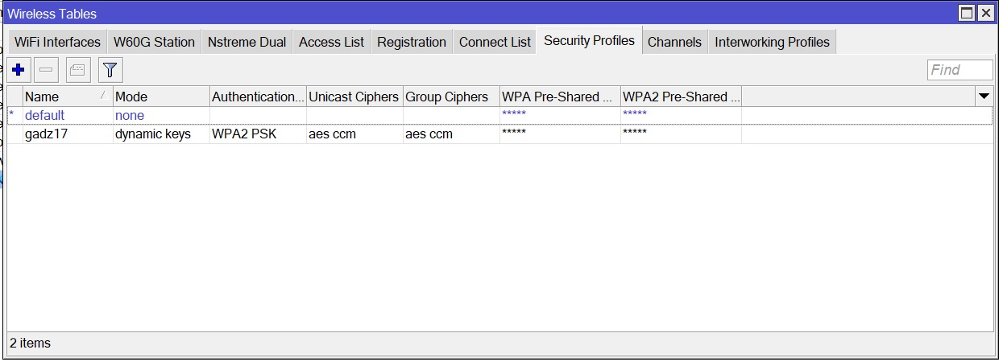 Wireless Tables
WiFi Interfaces W60G Station Nstreme Dual Access List Registration Connect List Security Profiles Channels Interworking Profiles
Find
Name Mode Authentication... Unicast Ciphers Group Ciphers WPA Pre-Shared ... WPA2 Pre-Shared ...
* default none ***** *****
gadz17 dynamic keys WPA2 PSK aes ccm aes ccm ***** *****
2 items